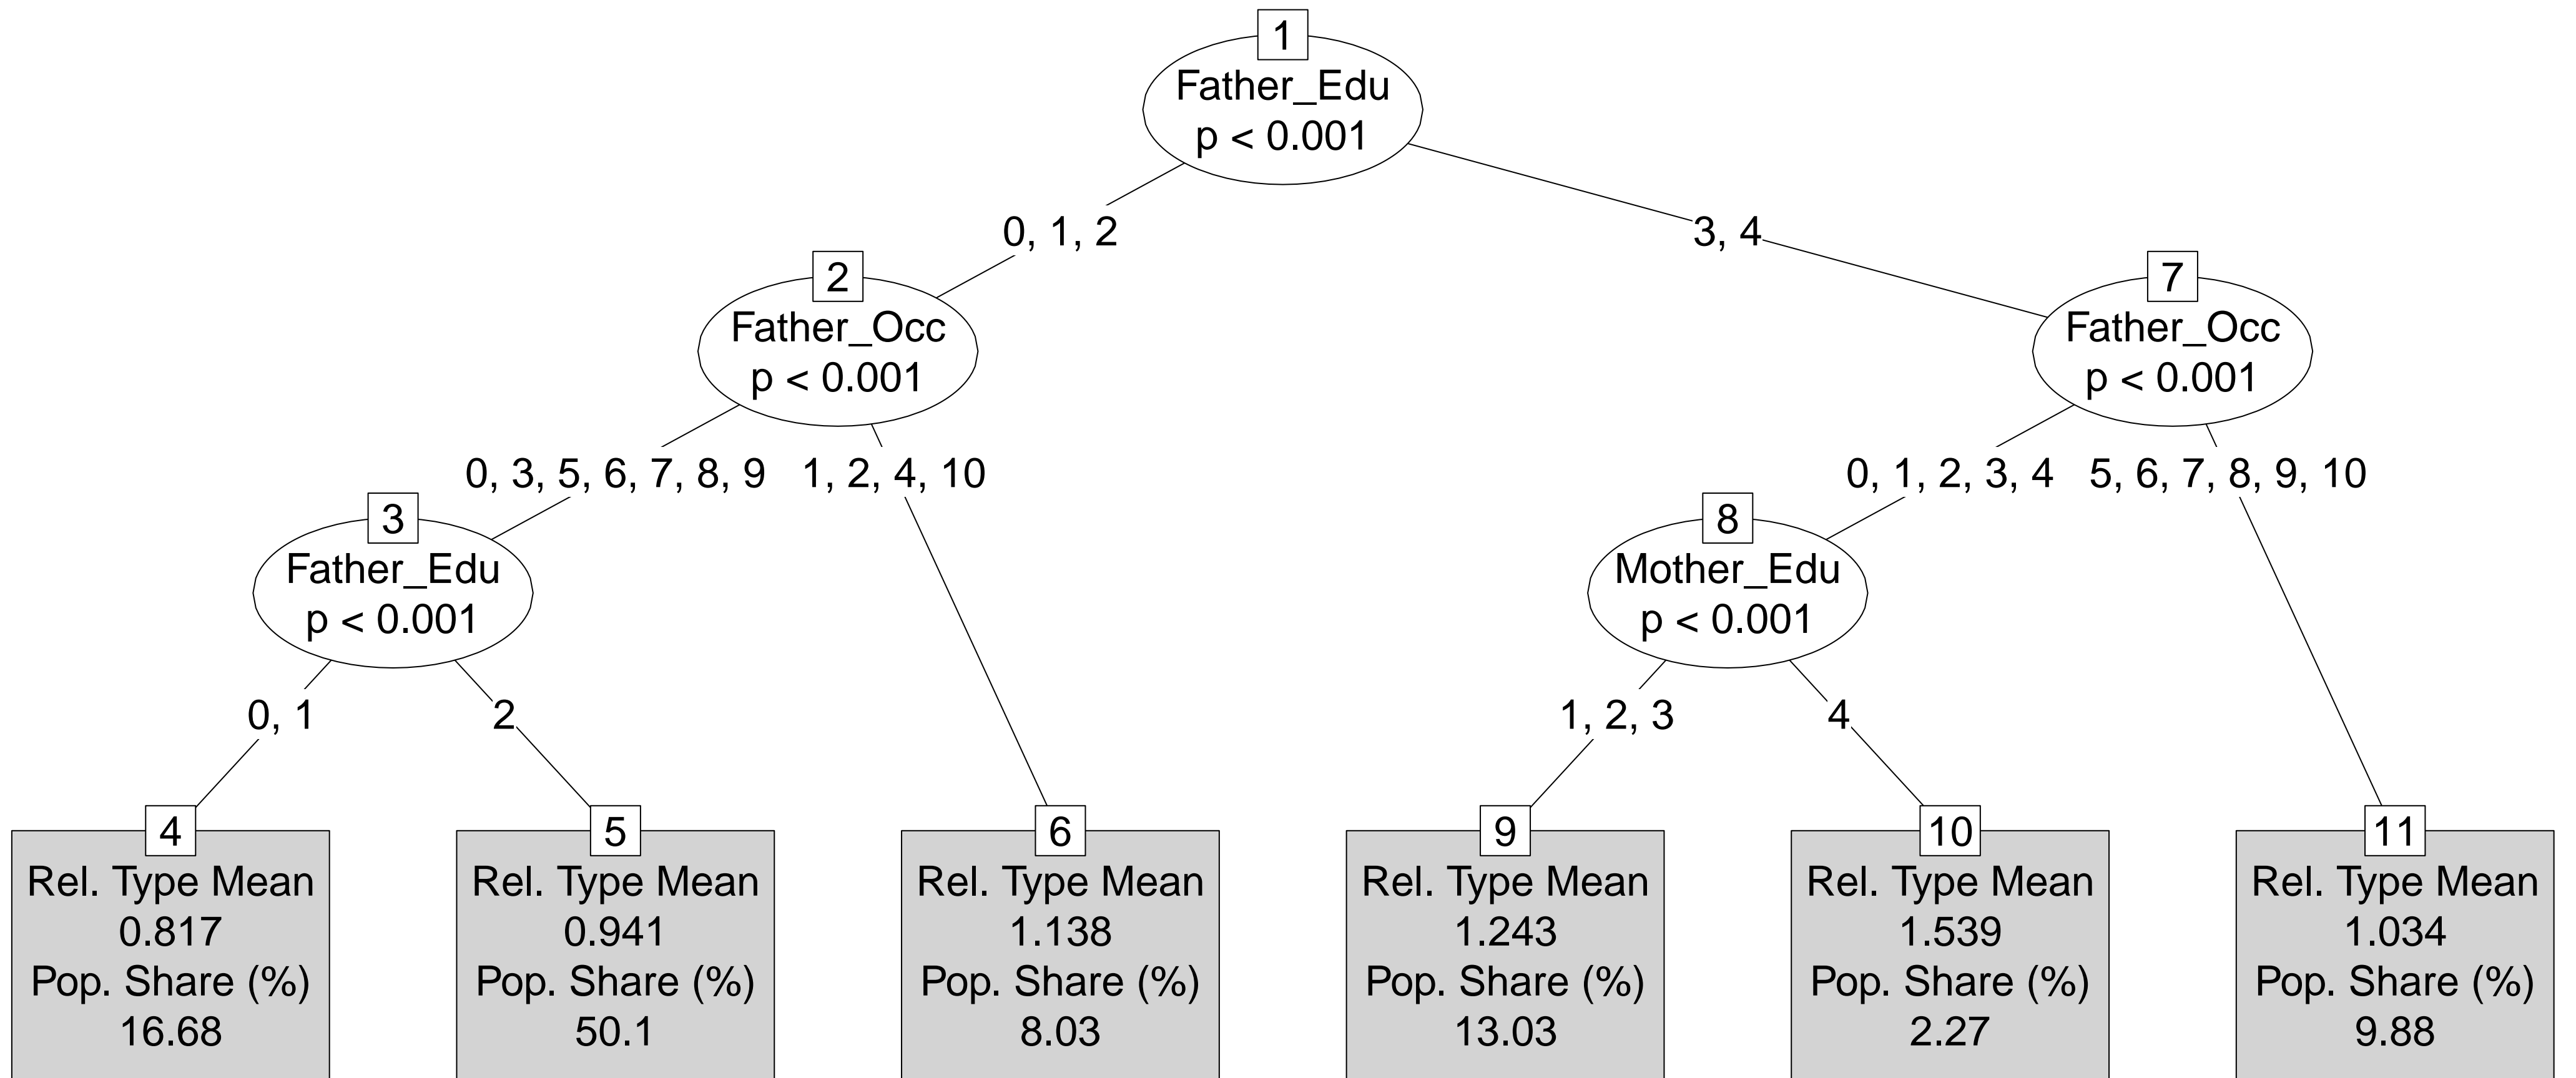 1
Father_Edu
p < 0.001
0, 1, 2
3, 4
2
Father_Occ
p < 0.001
7
Father_Occ
p < 0.001
0, 3, 5, 6, 7, 8, 9
1, 2, 4, 10
0, 1, 2, 3, 4
5, 6, 7, 8, 9, 10
3
Father_Edu
p < 0.001
8
Mother_Edu
p < 0.001
0, 1
2
1, 2, 3
4
4
Rel. Type Mean
0.817
Pop. Share (%)
16.68
5
Rel. Type Mean
0.941
Pop. Share (%)
50.1
6
Rel. Type Mean
1.138
Pop. Share (%)
8.03
9
Rel. Type Mean
1.243
Pop. Share (%)
13.03
10
Rel. Type Mean
1.539
Pop. Share (%)
2.27
11
Rel. Type Mean
1.034
Pop. Share (%)
9.88